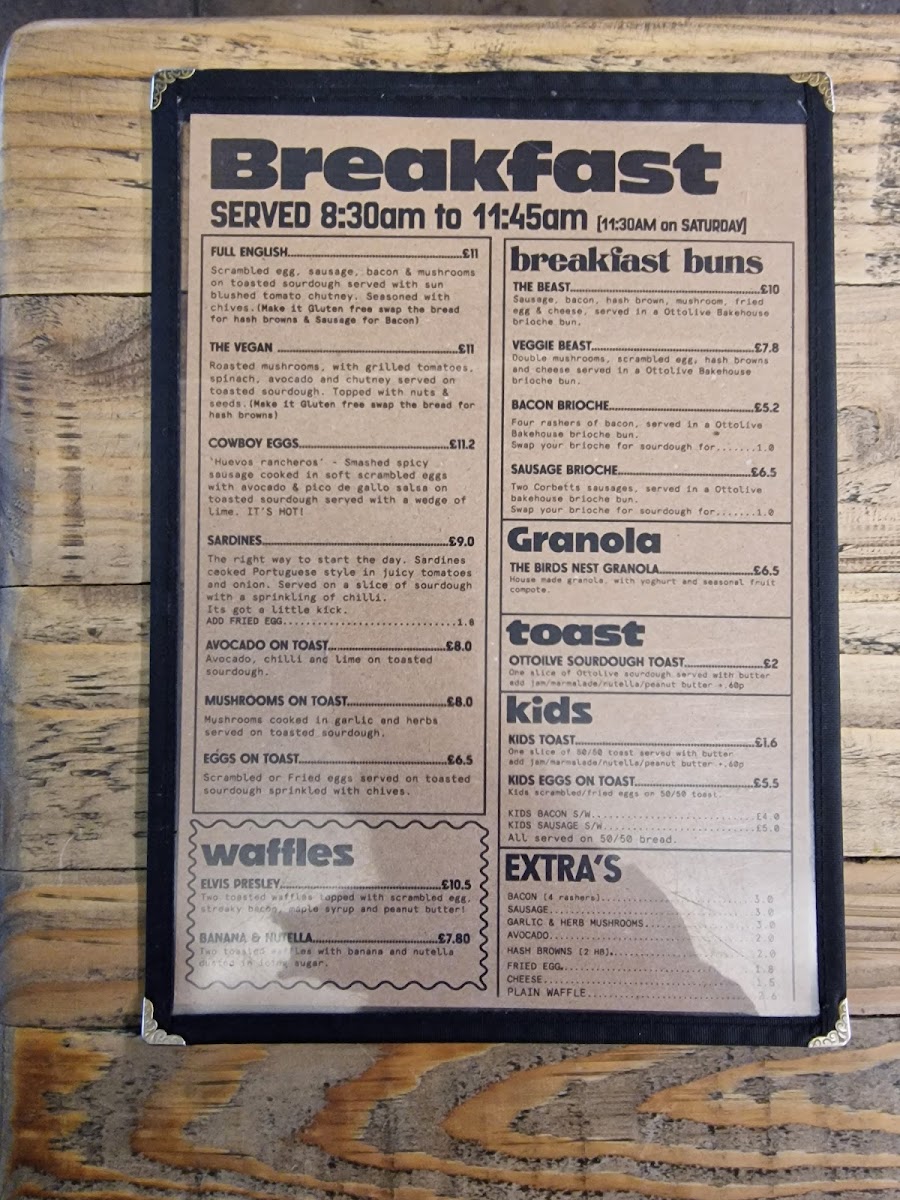 Breakfast
SERVED 8:30am to 11:45am [11:30AM on SATURDAY]
FULL ENGLISH...£11
Scrambled egg, sausage, bacon & mushrooms
on toasted sourdough served with sun
blushed tomato chutney. Seasoned with
chives.(Make it Gluten free swap the bread
for hash browns & Sausage for Bacon)
THE VEGAN ...£11
Roasted mushrooms, with grilled tomatoes,
spinach, avocado and chutney served on
toasted sourdough. Topped with nuts &
seeds.(Make it Gluten free swap the bread for
hash browns)
COWBOY EGGS...£11.2
'Huevos rancheros' - Smashed spicy
sausage cooked in soft scrambled eggs
with avocado & pico de gallo salsa on
toasted sourdough served with a wedge of
lime. IT'S HOT!
SARDINES...£9.0
The right way to start the day. Sardines
cooked Portuguese style in juicy tomatoes
and onion. Served on a slice of sourdough
with a sprinkling of chilli.
Its got a little kick.
ADD FRIED EGG...1.8
AVOCADO ON TOAST...£8.0
Avocado, chilli and lime on toasted
sourdough.
MUSHROOMS ON TOAST...£8.0
Mushrooms cooked in garlic and herbs
served on toasted sourdough.
EGGS ON TOAST...£6.5
Scrambled or Fried eggs served on toasted
sourdough sprinkled with chives.
waffles
ELVIS PRESLEY...£10.5
Two toasted waffles topped with scrambled egg,
streaky bacon, maple syrup and peanut butter!
BANANA & NUTELLA...£7.80
Two toasted waffles with banana and nutella
dusted in icing sugar.
breakfast buns
THE BEAST...£10
Sausage, bacon, hash brown, mushroom, fried
egg & cheese, served in a Ottolive Bakehouse
brioche bun.
VEGGIE BEAST...£7.8
Double mushrooms, scrambled egg, hash browns
and cheese served in a Ottolive Bakehouse
brioche bun.
BACON BRIOCHE...£5.2
Four rashers of bacon, served in a Ottolive
Bakehouse brioche bun.
Swap your brioche for sourdough for.......1.0
SAUSAGE BRIOCHE...£6.5
Two Corbetts sausages, served in a Ottolive
bakehouse brioche bun.
Swap your brioche for sourdough for.......1.0
Granola
THE BIRDS NEST GRANOLA...£6.5
House made granola, with yoghurt and seasonal fruit
compote.
toast
OTTOILVE SOURDOUGH TOAST...£2
One slice of Ottolive sourdough served with butter
add jam/marmalade/nutella/peanut butter +.60p
kids
KIDS TOAST...£1.6
One slice of 50/50 toast served with butter
add jam/marmalade/nutella/peanut butter +.60p
KIDS EGGS ON TOAST...£5.5
Kids scrambled/fried eggs on 50/50 toast.
KIDS BACON S/W...£4.0
KIDS SAUSAGE S/W...£5.0
All served on 50/50 bread.
EXTRA'S
BACON (4 rashers)...3.0
SAUSAGE...3.0
GARLIC & HERB MUSHROOMS...3.0
AVOCADO...2.0
HASH BROWNS [2 HB]...2.0
FRIED EGG...1.8
CHEESE...1.5
PLAIN WAFFLE...2.6